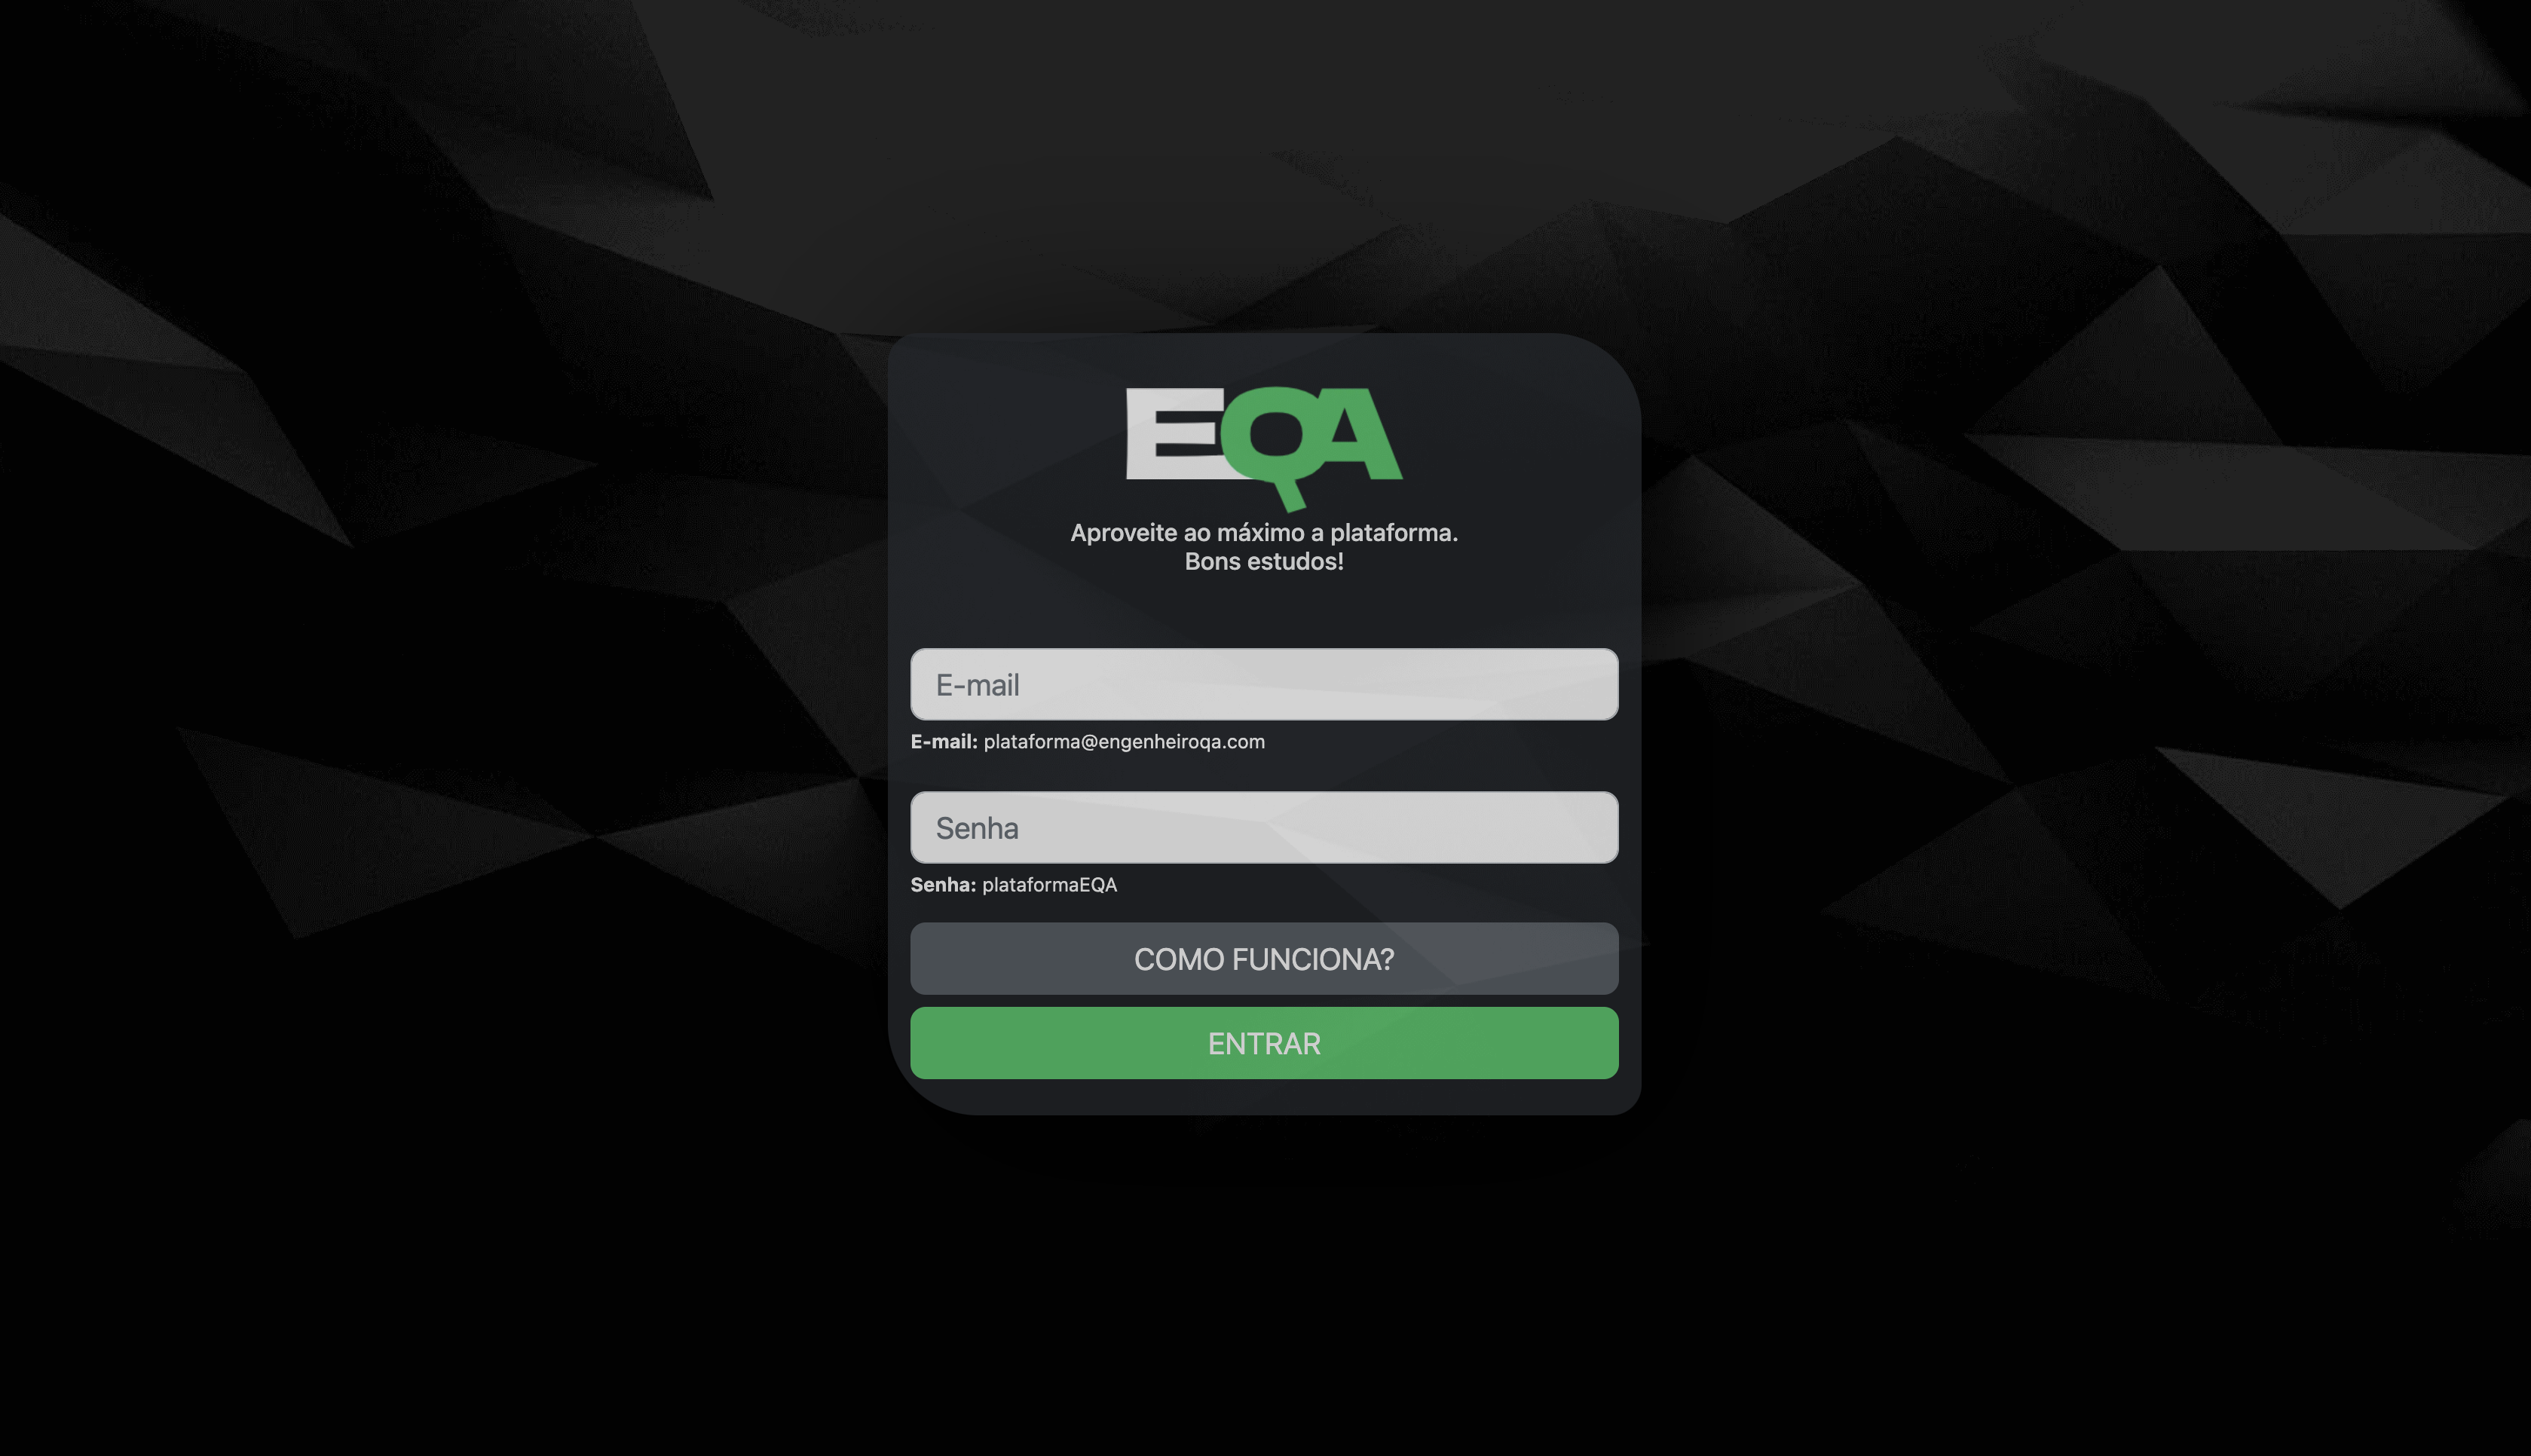 EQA
Aproveite ao máximo a plataforma.
Bons estudos!
E-mail
E-mail: plataforma@engenheiroqa.com
Senha
Senha: plataformaEQA
COMO FUNCIONA?
ENTRAR